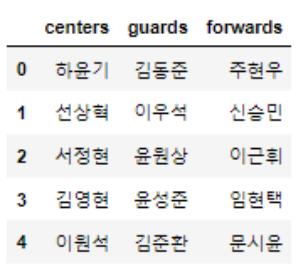 centers guards forwards
0 하윤기 김동준 주현우
1 선상혁 이우석 신승민
2 서정현 윤원상 이근휘
3 김영현 윤성준 임현택
4 이원석 김준환 문시윤